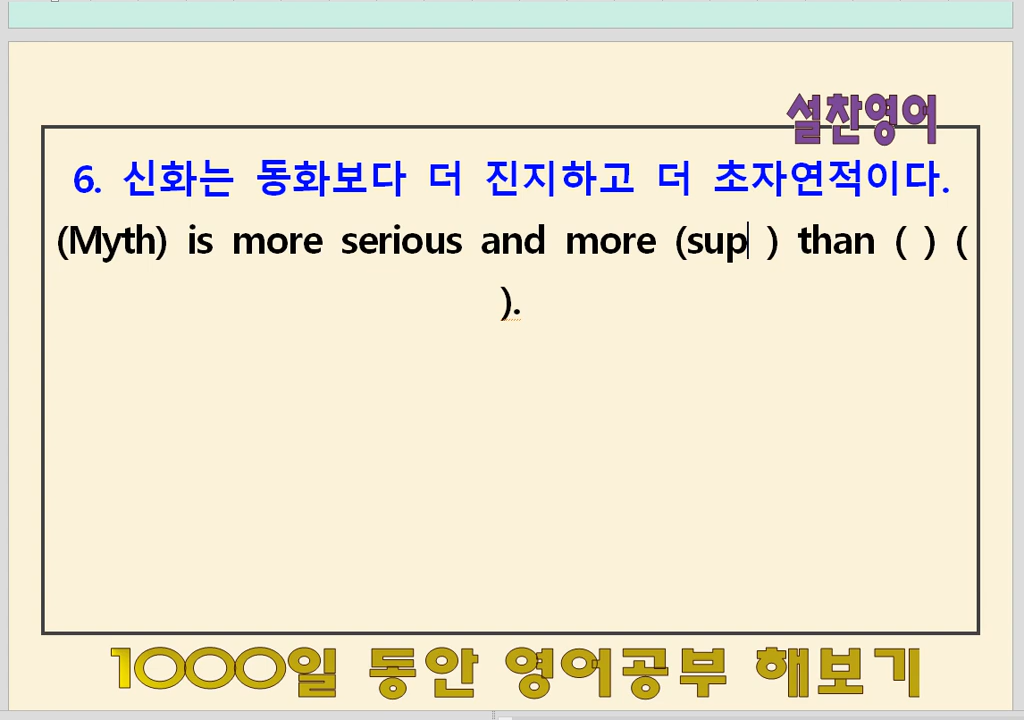 설찬영어
6. 신화는 동화보다 더 진지하고 더 초자연적이다.
(Myth) is more serious and more (sup ) than ( ) (
).
1000일 동안 영어공부 해보기